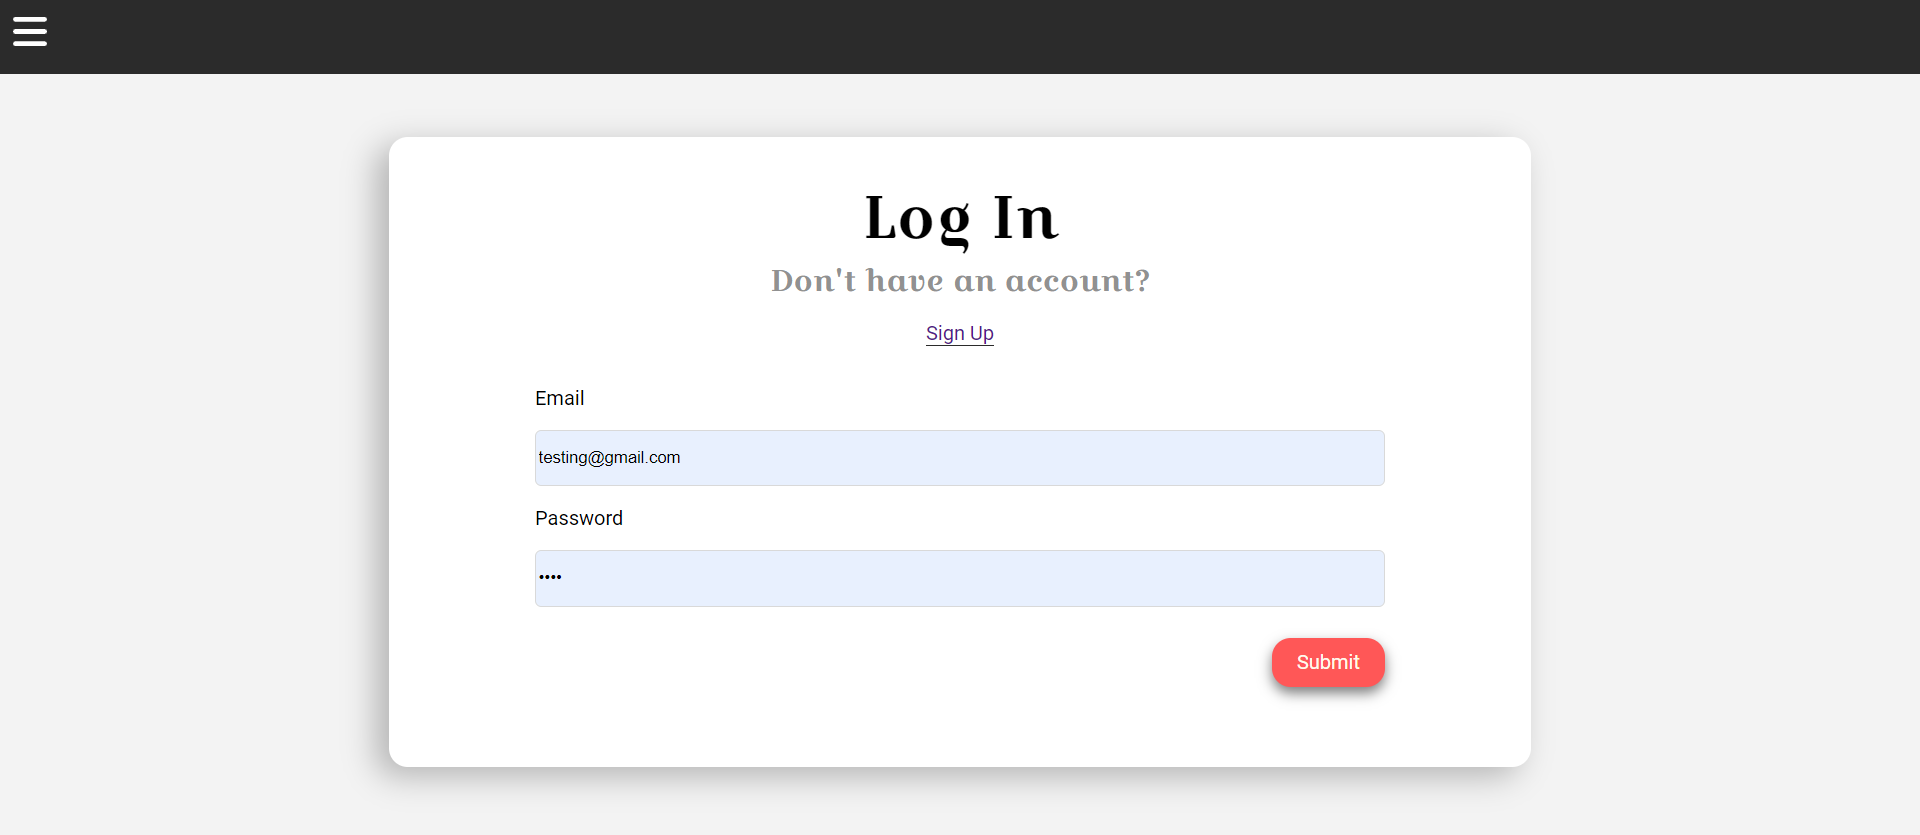 Log In
Don't have an account?
Sign Up
Email
testing@gmail.com
Password
••••
Submit